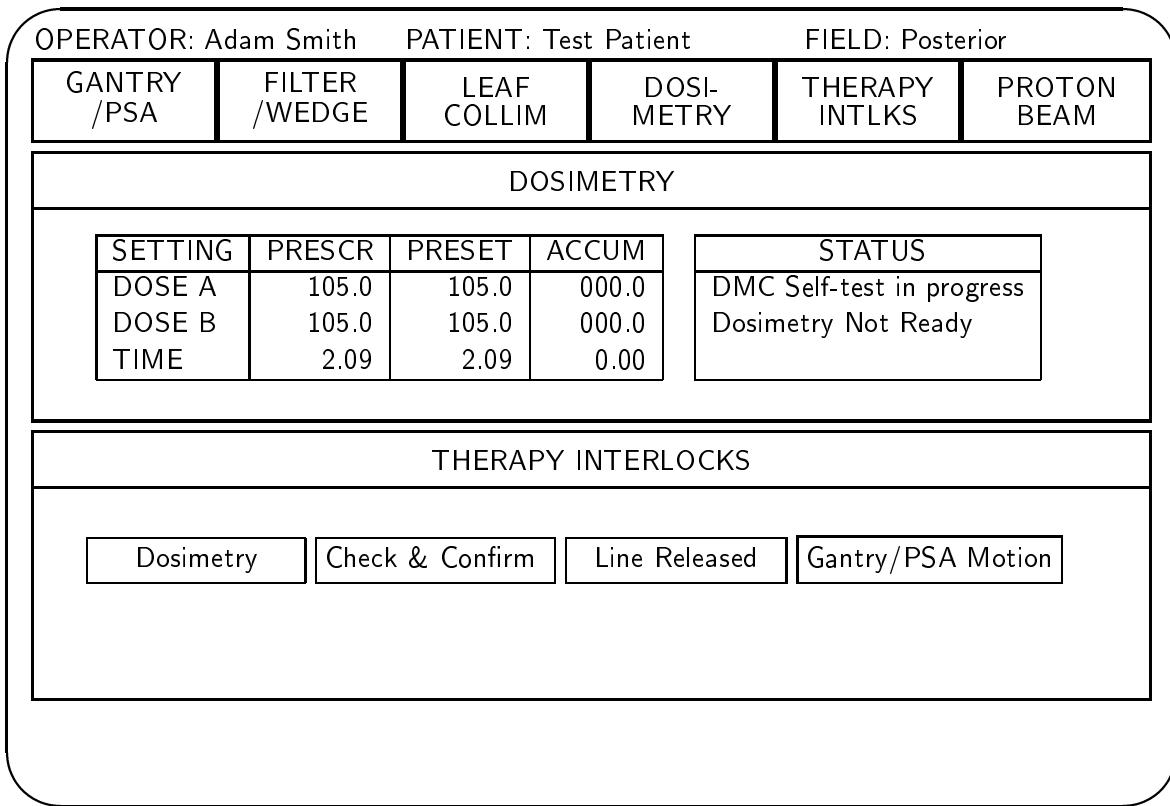 OPERATOR: Adam Smith PATIENT: Test Patient FIELD: Posterior
GANTRY /PSA
FILTER /WEDGE
LEAF COLLIM
DOSI- METRY
THERAPY INTLKS
PROTON BEAM
DOSIMETRY
SETTING PRESCR PRESET ACCUM STATUS
DOSE A 105.0 105.0 000.0 DMC Self-test in progress
DOSE B 105.0 105.0 000.0 Dosimetry Not Ready
TIME 2.09 2.09 0.00
THERAPY INTERLOCKS
Dosimetry Check & Confirm Line Released Gantry/PSA Motion